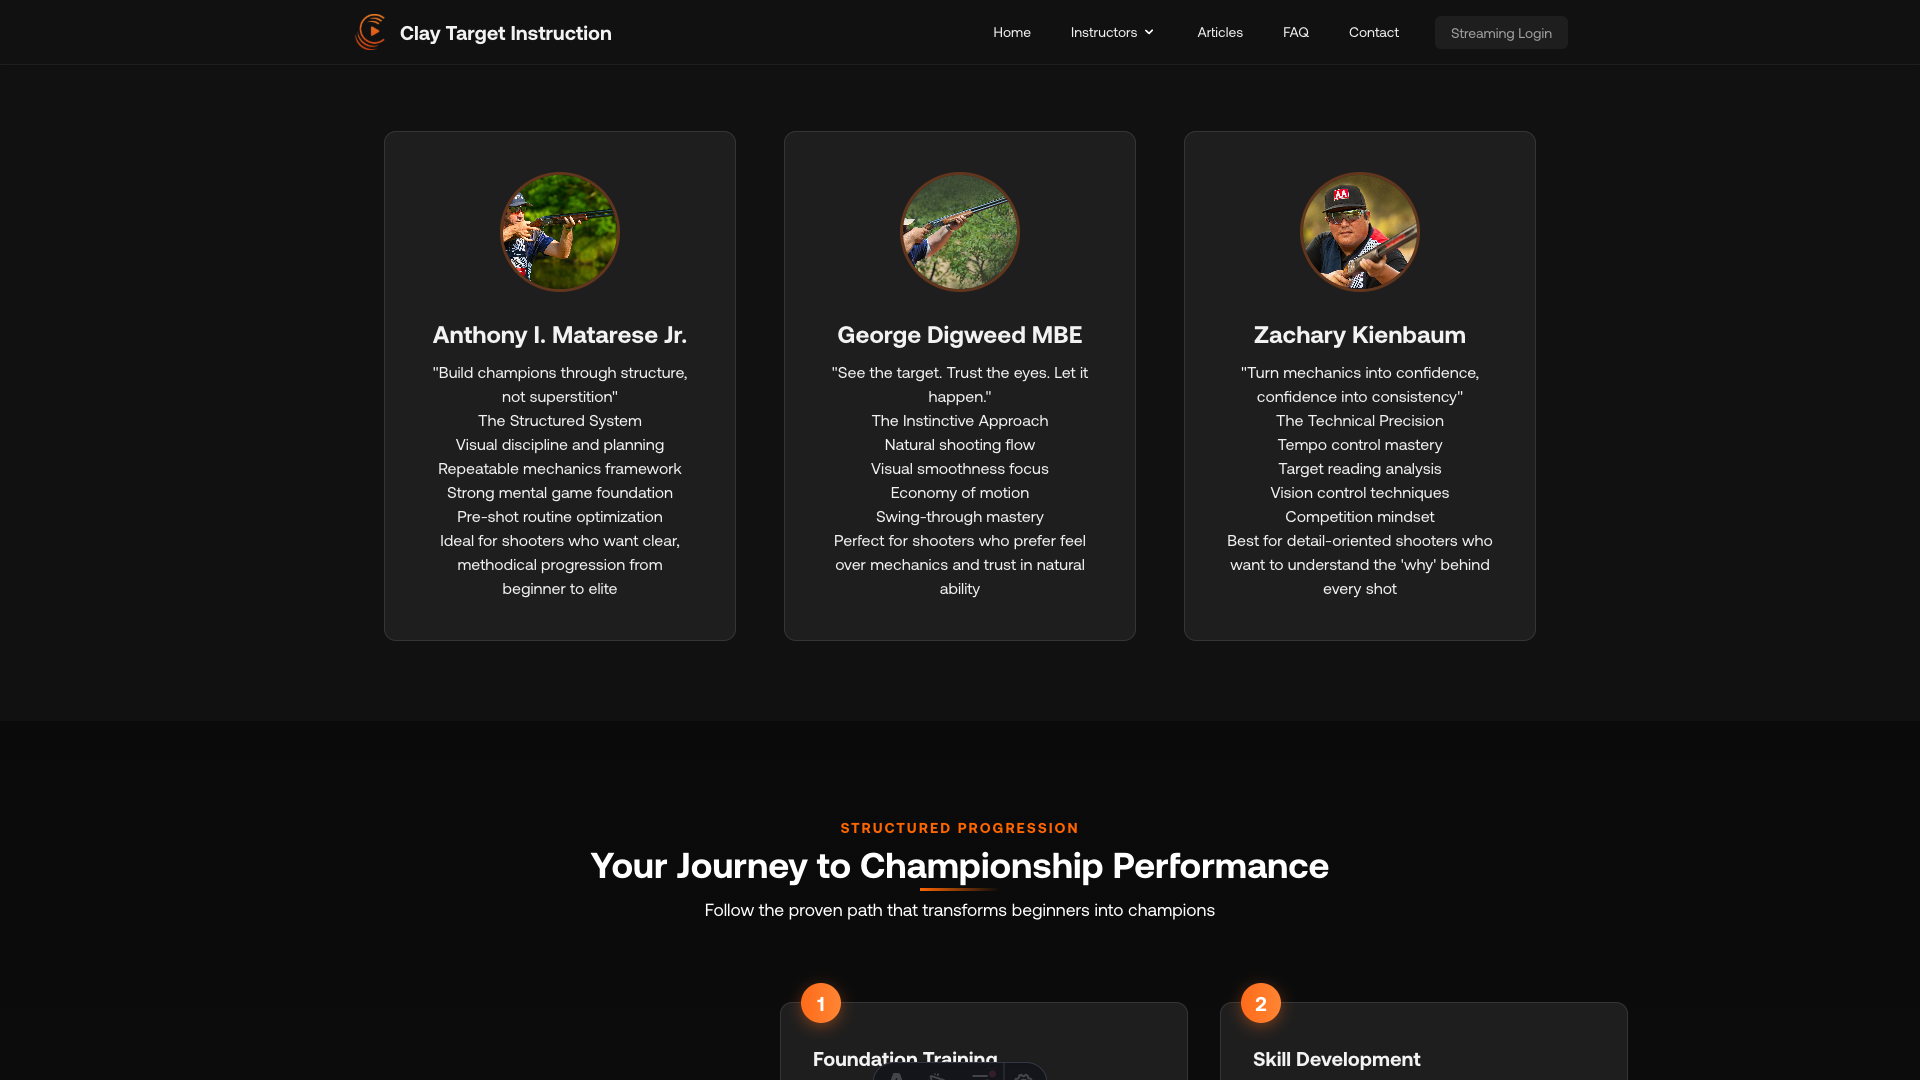 Clay Target Instruction
Home
Instructors
Articles
FAQ
Contact
Streaming Login
Anthony I. Matarese Jr.
"Build champions through structure,
not superstition"
The Structured System
Visual discipline and planning
Repeatable mechanics framework
Strong mental game foundation
Pre-shot routine optimization
Ideal for shooters who want clear,
methodical progression from
beginner to elite
George Digweed MBE
"See the target. Trust the eyes. Let it
happen."
The Instinctive Approach
Natural shooting flow
Visual smoothness focus
Economy of motion
Swing-through mastery
Perfect for shooters who prefer feel
over mechanics and trust in natural
ability
Zachary Kienbaum
"Turn mechanics into confidence,
confidence into consistency"
The Technical Precision
Tempo control mastery
Target reading analysis
Vision control techniques
Competition mindset
Best for detail-oriented shooters who
want to understand the 'why' behind
every shot
STRUCTURED PROGRESSION
Your Journey to Championship Performance
Follow the proven path that transforms beginners into champions
1
Foundation Training
2
Skill Development